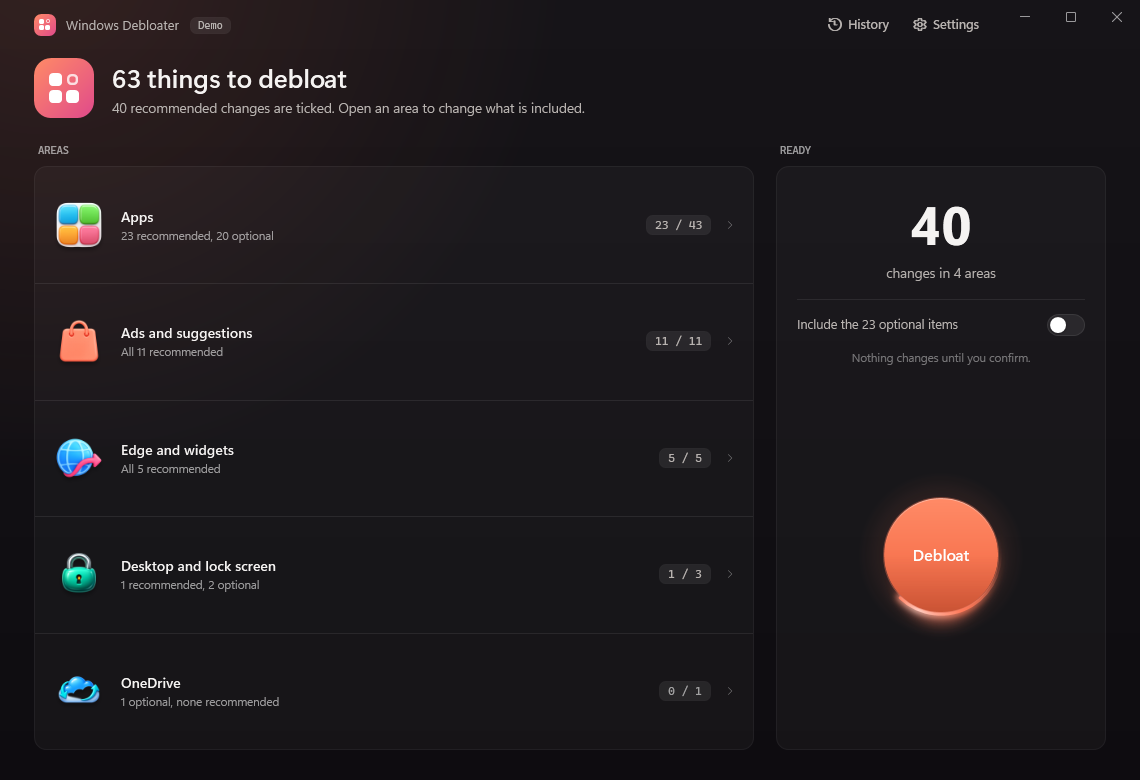 Windows Debloater Demo History Settings
63 things to debloat
40 recommended changes are ticked. Open an area to change what is included.
AREAS
Apps
23 recommended, 20 optional
23 / 43
Ads and suggestions
All 11 recommended
11 / 11
Edge and widgets
All 5 recommended
5 / 5
Desktop and lock screen
1 recommended, 2 optional
1 / 3
OneDrive
1 optional, none recommended
0 / 1
READY
40
changes in 4 areas
Include the 23 optional items
Nothing changes until you confirm.
Debloat